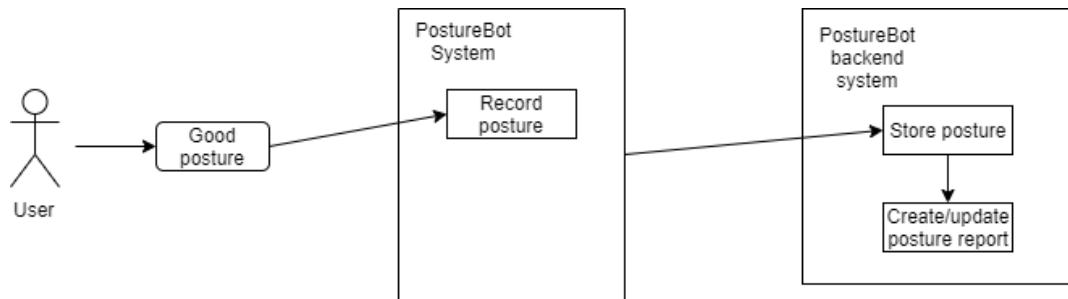 User
Good
posture
PostureBot
System
Record
posture
PostureBot
backend
system
Store posture
Create/update
posture report